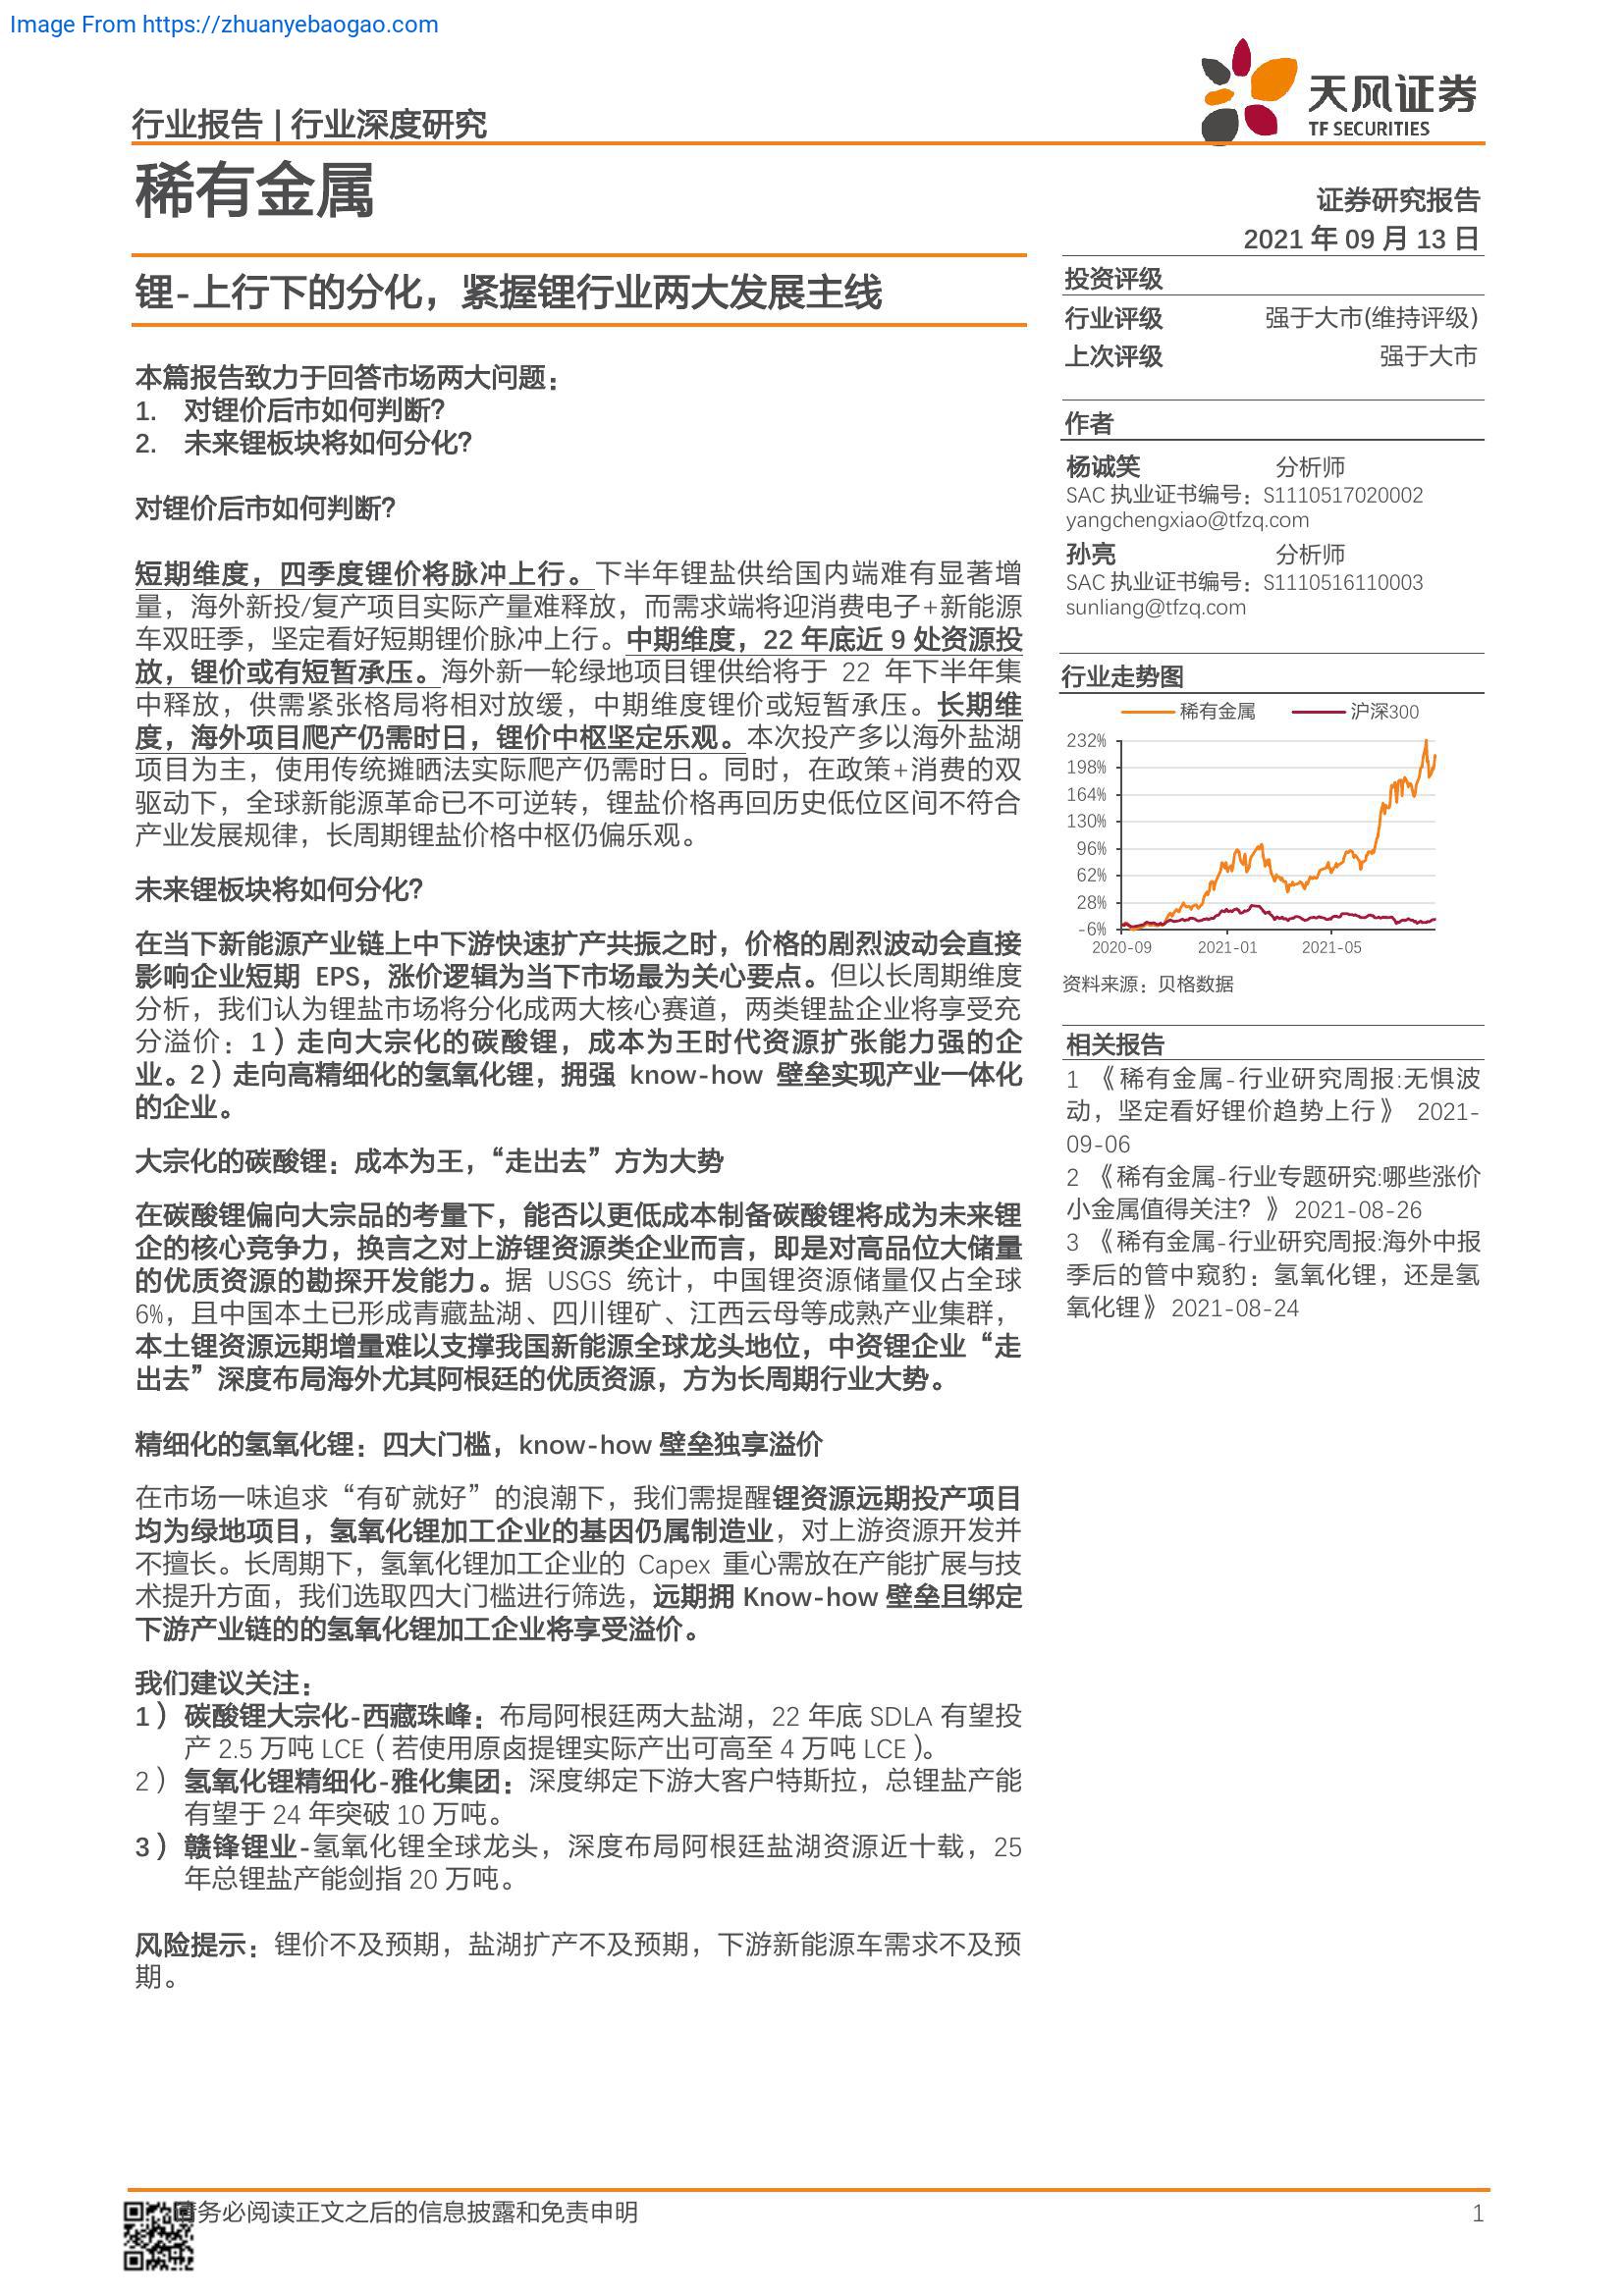 Image From https://zhuanyebaogao.com
天风证券
TF SECURITIES
行业报告 | 行业深度研究
稀有金属
证券研究报告
2021 年 09 月 13 日
锂-上行下的分化，紧握锂行业两大发展主线
本篇报告致力于回答市场两大问题：
1. 对锂价后市如何判断？
2. 未来锂板块将如何分化？
对锂价后市如何判断？
短期维度，四季度锂价将脉冲上行。下半年锂盐供给国内端难有显著增
量，海外新投/复产项目实际产量难释放，而需求端将迎消费电子+新能源
车双旺季，坚定看好短期锂价脉冲上行。中期维度，22 年底近 9 处资源投
放，锂价或有短暂承压。海外新一轮绿地项目锂供给将于 22 年下半年集
中释放，供需紧张格局将相对放缓，中期维度锂价或短暂承压。长期维
度，海外项目爬产仍需时日，锂价中枢坚定乐观。本次投产多以海外盐湖
项目为主，使用传统摊晒法实际爬产仍需时日。同时，在政策+消费的双
驱动下，全球新能源革命已不可逆转，锂盐价格再回历史低位区间不符合
产业发展规律，长周期锂盐价格中枢仍偏乐观。
未来锂板块将如何分化？
在当下新能源产业链上中下游快速扩产共振之时，价格的剧烈波动会直接
影响企业短期 EPS，涨价逻辑为当下市场最为关心要点。但以长周期维度
分析，我们认为锂盐市场将分化成两大核心赛道，两类锂盐企业将享受充
分溢价：1）走向大宗化的碳酸锂，成本为王时代资源扩张能力强的企
业。2）走向高精细化的氢氧化锂，拥强 know-how 壁垒实现产业一体化
的企业。
大宗化的碳酸锂：成本为王，“走出去”方为大势
在碳酸锂偏向大宗品的考量下，能否以更低成本制备碳酸锂将成为未来锂
企的核心竞争力，换言之对上游锂资源类企业而言，即是对高品位大储量
的优质资源的勘探开发能力。据 USGS 统计，中国锂资源储量仅占全球
6%，且中国本土已形成青藏盐湖、四川锂矿、江西云母等成熟产业集群，
本土锂资源远期增量难以支撑我国新能源全球龙头地位，中资锂企业“走
出去”深度布局海外尤其阿根廷的优质资源，方为长周期行业大势。
精细化的氢氧化锂：四大门槛，know-how 壁垒独享溢价
在市场一味追求“有矿就好”的浪潮下，我们需提醒锂资源远期投产项目
均为绿地项目，氢氧化锂加工企业的基因仍属制造业，对上游资源开发并
不擅长。长周期下，氢氧化锂加工企业的 Capex 重心需放在产能扩展与技
术提升方面，我们选取四大门槛进行筛选，远期拥 Know-how 壁垒且绑定
下游产业链的的氢氧化锂加工企业将享受溢价。
我们建议关注：
1）碳酸锂大宗化-西藏珠峰：布局阿根廷两大盐湖，22 年底 SDLA 有望投
产 2.5 万吨 LCE（若使用原卤提锂实际产出可高至 4 万吨 LCE）。
2）氢氧化锂精细化-雅化集团：深度绑定下游大客户特斯拉，总锂盐产能
有望于 24 年突破 10 万吨。
3）赣锋锂业-氢氧化锂全球龙头，深度布局阿根廷盐湖资源近十载，25
年总锂盐产能剑指 20 万吨。
风险提示：锂价不及预期，盐湖扩产不及预期，下游新能源车需求不及预
期。
投资评级
行业评级 强于大市(维持评级)
上次评级 强于大市
作者
杨诚笑 分析师
SAC 执业证书编号：S1110517020002
yangchengxiao@tfzq.com
孙亮 分析师
SAC 执业证书编号：S1110516110003
sunliang@tfzq.com
行业走势图
稀有金属 沪深300
232%
198%
164%
130%
96%
62%
28%
-6%
2020-09 2021-01 2021-05
资料来源：贝格数据
相关报告
1 《稀有金属-行业研究周报:无惧波
动，坚定看好锂价趋势上行》 2021-
09-06
2 《稀有金属-行业专题研究:哪些涨价
小金属值得关注？》 2021-08-26
3 《稀有金属-行业研究周报:海外中报
季后的管中窥豹：氢氧化锂，还是氢
氧化锂》 2021-08-24
请务必阅读正文之后的信息披露和免责申明
1